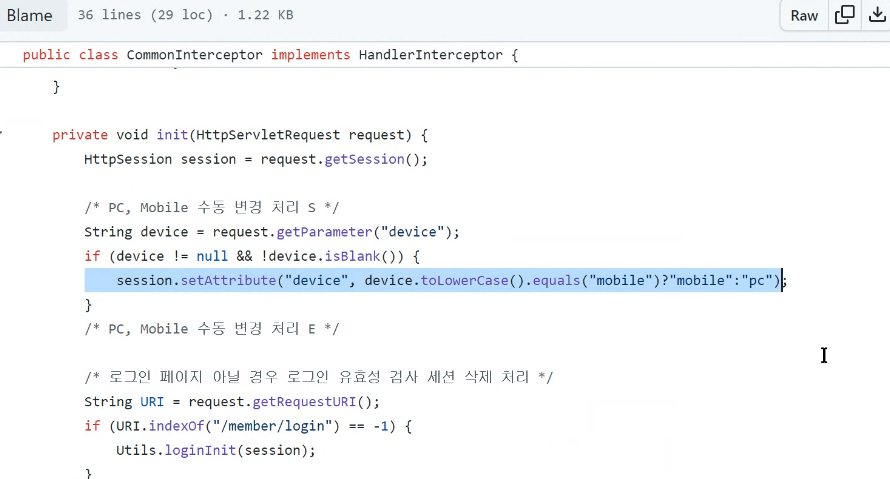 Blame 36 lines (29 loc) · 1.22 KB Raw
public class CommonInterceptor implements HandlerInterceptor {
}
private void init(HttpServletRequest request) {
HttpSession session = request.getSession();
/* PC, Mobile 수동 변경 처리 S */
String device = request.getParameter("device");
if (device != null && !device.isBlank()) {
session.setAttribute("device", device.toLowerCase().equals("mobile")?"mobile":"pc");
}
/* PC, Mobile 수동 변경 처리 E */
/* 로그인 페이지 아닐 경우 로그인 유효성 검사 세션 삭제 처리 */
String URI = request.getRequestURI();
if (URI.indexOf("/member/login") == -1) {
Utils.loginInit(session);
}